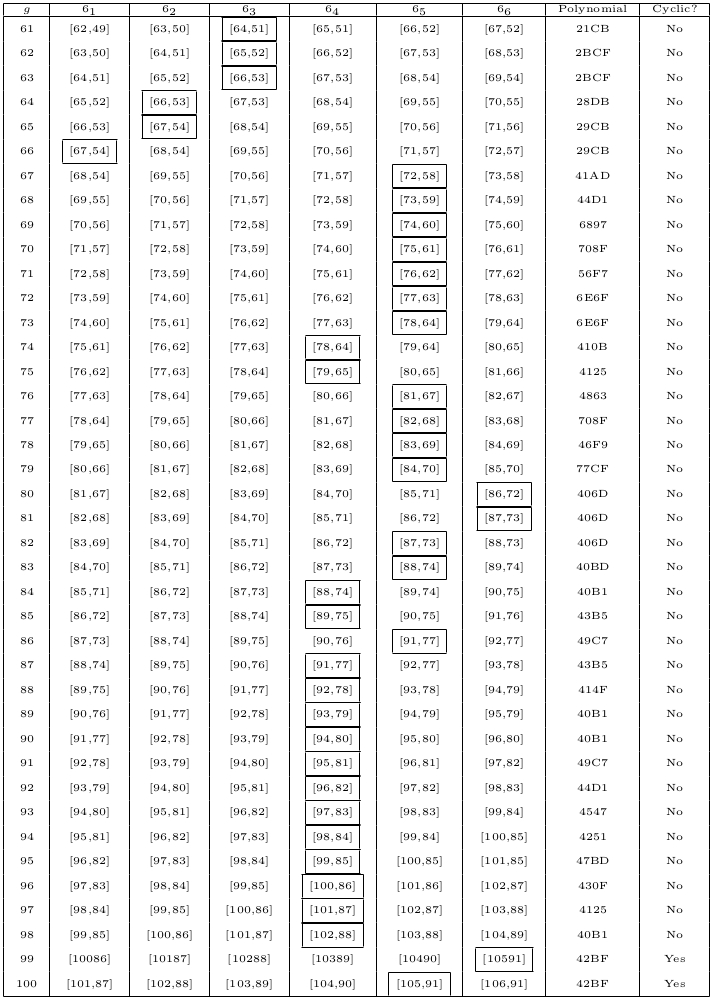 g 6₁ 6₂ 6₃ 6₄ 6₅ 6₆ Polynomial Cyclic?
61 [62,49] [63,50] [64,51] [65,51] [66,52] [67,52] 21CB No
62 [63,50] [64,51] [65,52] [66,52] [67,53] [68,53] 2BCF No
63 [64,51] [65,52] [66,53] [67,53] [68,54] [69,54] 2BCF No
64 [65,52] [66,53] [67,53] [68,54] [69,55] [70,55] 28DB No
65 [66,53] [67,54] [68,54] [69,55] [70,56] [71,56] 29CB No
66 [67,54] [68,54] [69,55] [70,56] [71,57] [72,57] 29CB No
67 [68,54] [69,55] [70,56] [71,57] [72,58] [73,58] 41AD No
68 [69,55] [70,56] [71,57] [72,58] [73,59] [74,59] 44D1 No
69 [70,56] [71,57] [72,58] [73,59] [74,60] [75,60] 6897 No
70 [71,57] [72,58] [73,59] [74,60] [75,61] [76,61] 708F No
71 [72,58] [73,59] [74,60] [75,61] [76,62] [77,62] 56F7 No
72 [73,59] [74,60] [75,61] [76,62] [77,63] [78,63] 6E6F No
73 [74,60] [75,61] [76,62] [77,63] [78,64] [79,64] 6E6F No
74 [75,61] [76,62] [77,63] [78,64] [79,64] [80,65] 410B No
75 [76,62] [77,63] [78,64] [79,65] [80,65] [81,66] 4125 No
76 [77,63] [78,64] [79,65] [80,66] [81,67] [82,67] 4863 No
77 [78,64] [79,65] [80,66] [81,67] [82,68] [83,68] 708F No
78 [79,65] [80,66] [81,67] [82,68] [83,69] [84,69] 46F9 No
79 [80,66] [81,67] [82,68] [83,69] [84,70] [85,70] 77CF No
80 [81,67] [82,68] [83,69] [84,70] [85,71] [86,72] 406D No
81 [82,68] [83,69] [84,70] [85,71] [86,72] [87,73] 406D No
82 [83,69] [84,70] [85,71] [86,72] [87,73] [88,73] 406D No
83 [84,70] [85,71] [86,72] [87,73] [88,74] [89,74] 40BD No
84 [85,71] [86,72] [87,73] [88,74] [89,74] [90,75] 40B1 No
85 [86,72] [87,73] [88,74] [89,75] [90,75] [91,76] 43B5 No
86 [87,73] [88,74] [89,75] [90,76] [91,77] [92,77] 49C7 No
87 [88,74] [89,75] [90,76] [91,77] [92,77] [93,78] 43B5 No
88 [89,75] [90,76] [91,77] [92,78] [93,78] [94,79] 414F No
89 [90,76] [91,77] [92,78] [93,79] [94,79] [95,79] 40B1 No
90 [91,77] [92,78] [93,79] [94,80] [95,80] [96,80] 40B1 No
91 [92,78] [93,79] [94,80] [95,81] [96,81] [97,82] 49C7 No
92 [93,79] [94,80] [95,81] [96,82] [97,82] [98,83] 44D1 No
93 [94,80] [95,81] [96,82] [97,83] [98,83] [99,84] 4547 No
94 [95,81] [96,82] [97,83] [98,84] [99,84] [100,85] 4251 No
95 [96,82] [97,83] [98,84] [99,85] [100,85] [101,85] 47BD No
96 [97,83] [98,84] [99,85] [100,86] [101,86] [102,87] 430F No
97 [98,84] [99,85] [100,86] [101,87] [102,87] [103,88] 4125 No
98 [99,85] [100,86] [101,87] [102,88] [103,88] [104,89] 40B1 No
99 [10086] [10187] [10288] [10389] [10490] [10591] 42BF Yes
100 [101,87] [102,88] [103,89] [104,90] [105,91] [106,91] 42BF Yes